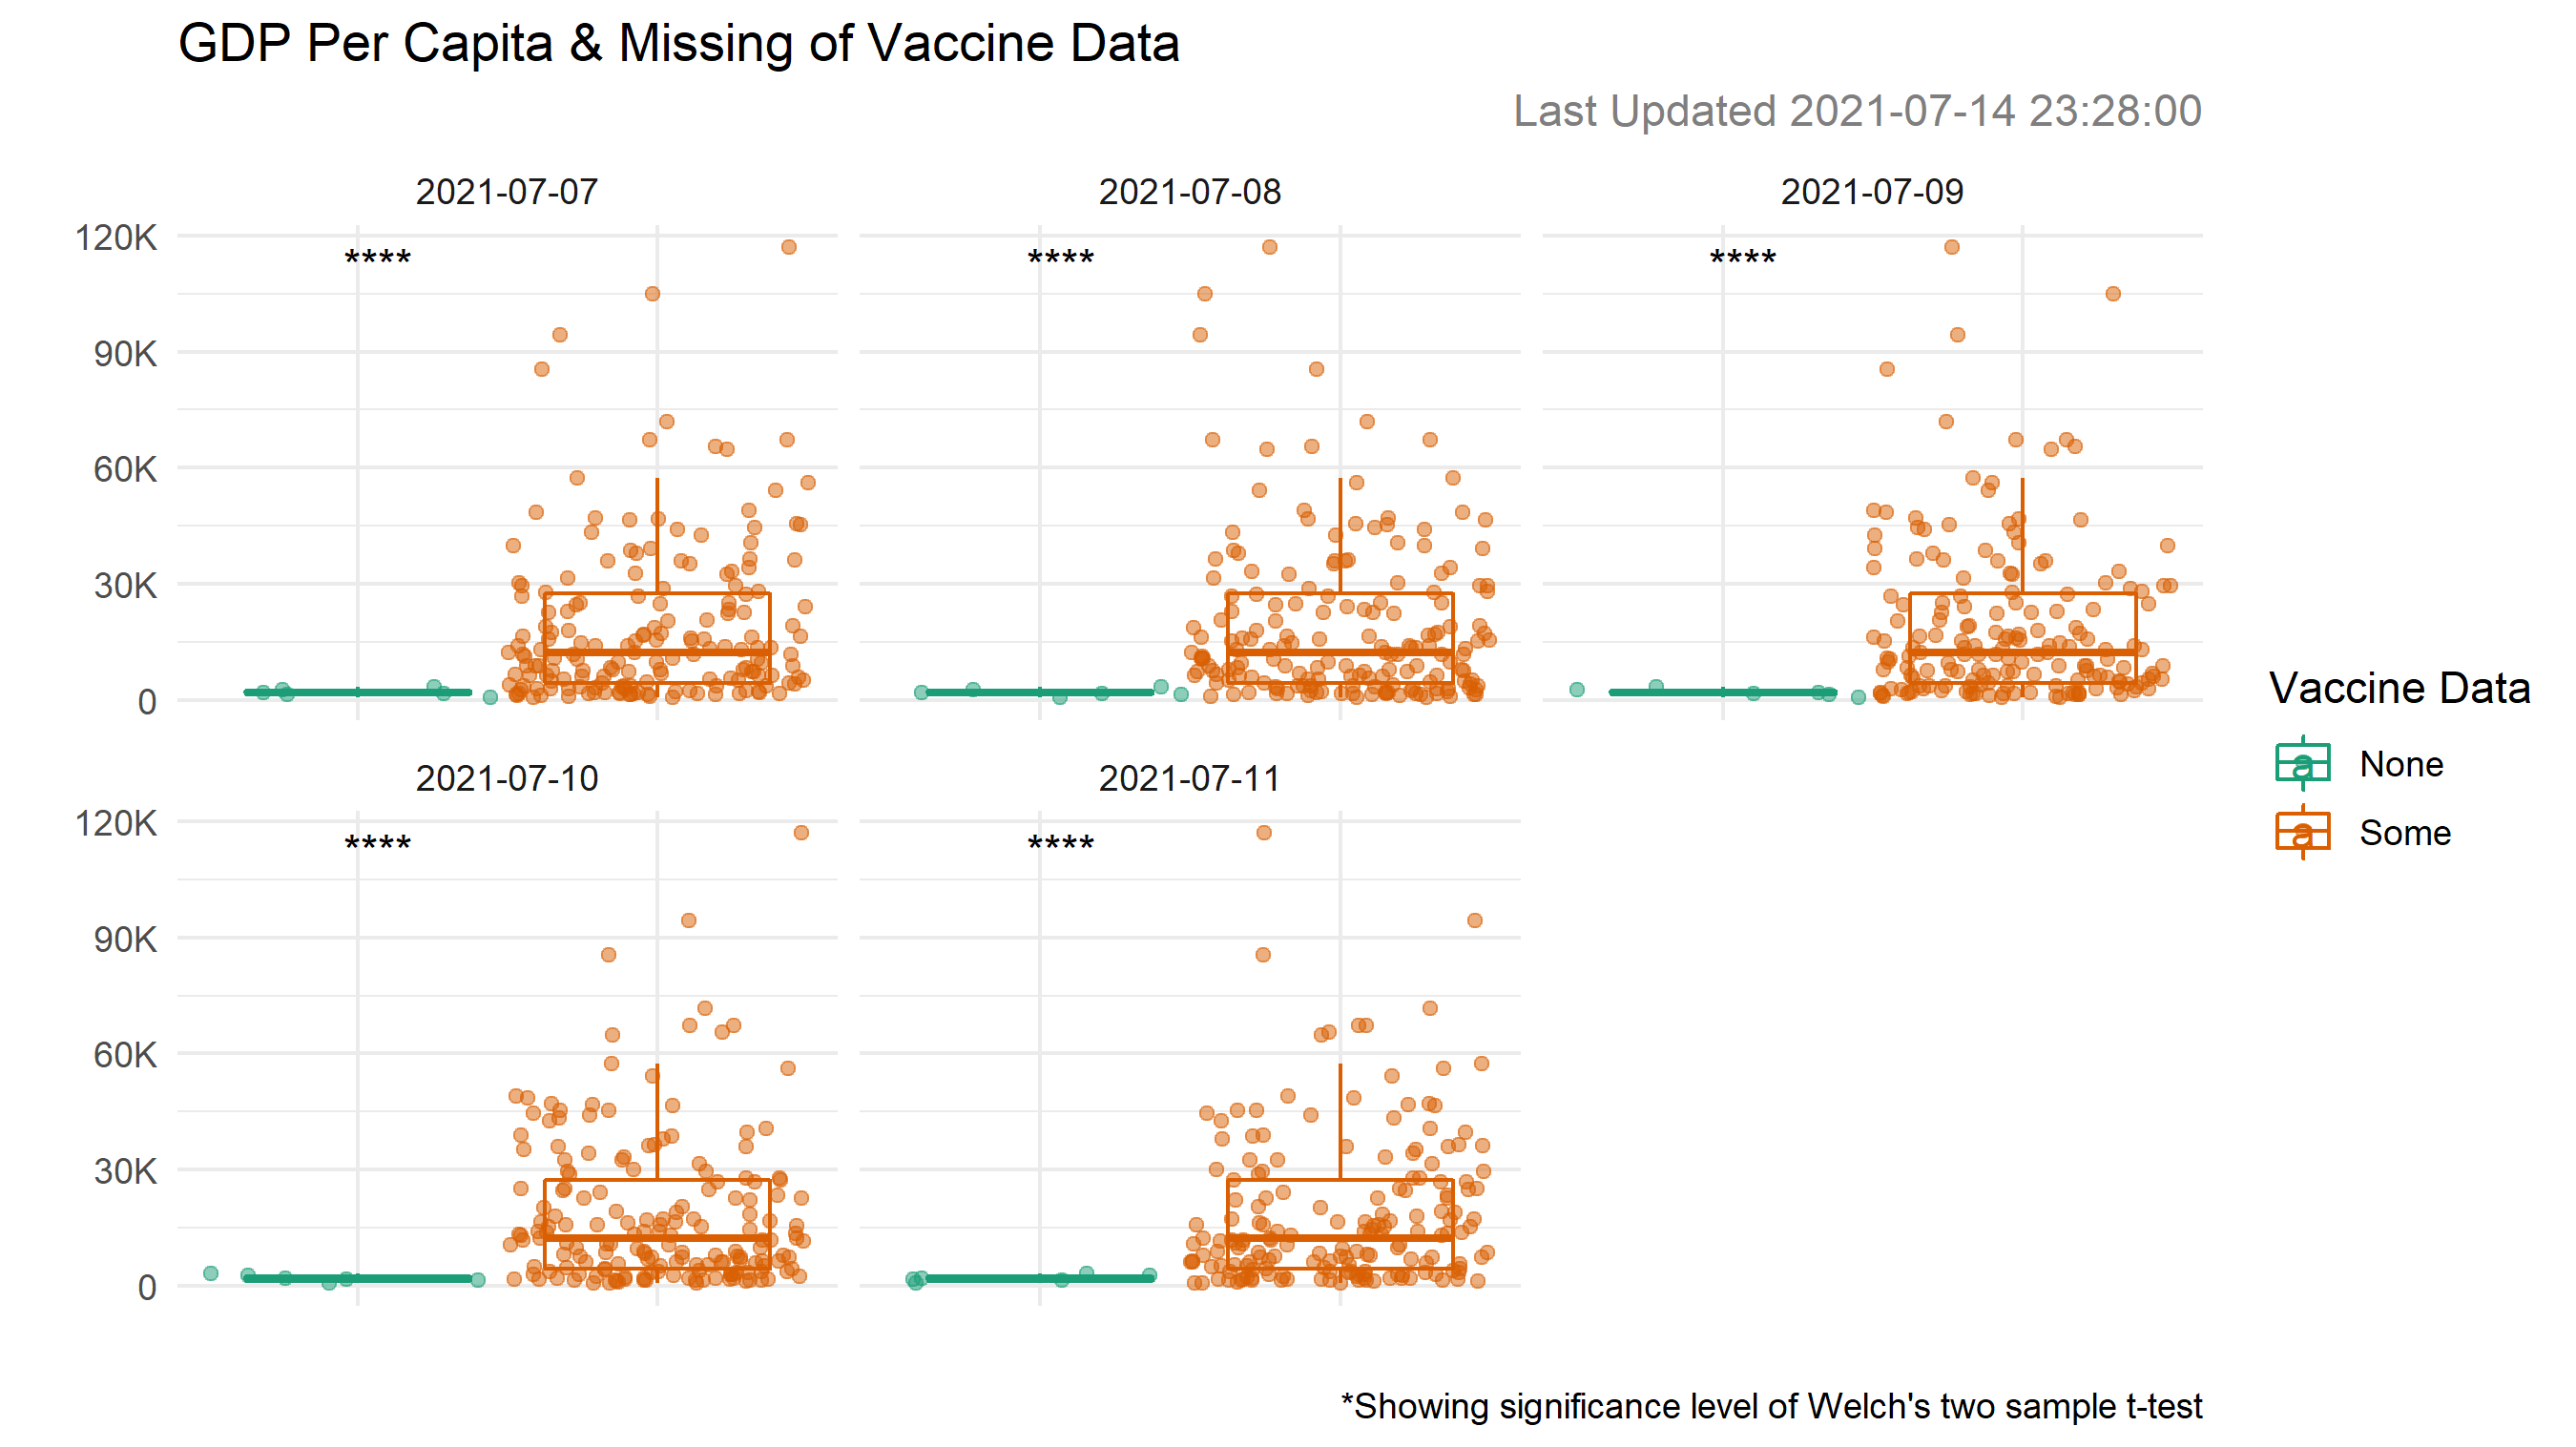 GDP Per Capita & Missing of Vaccine Data
Last Updated 2021-07-14 23:28:00
2021-07-07
2021-07-08
2021-07-09
120K
90K
60K
30K
0
****
****
****
2021-07-10
2021-07-11
120K
90K
60K
30K
0
****
****
Vaccine Data
a None
a Some
*Showing significance level of Welch's two sample t-test